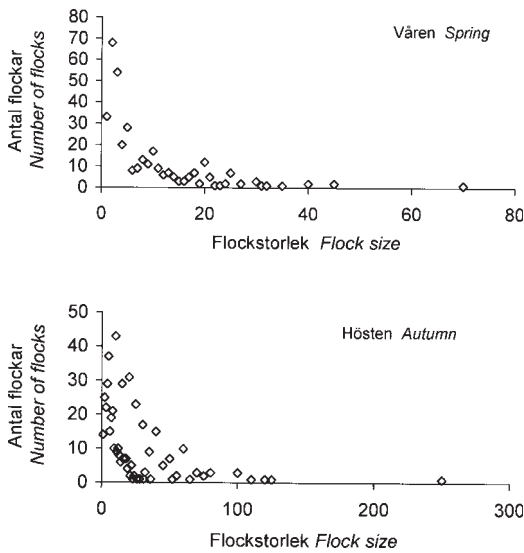 Våren Spring
Antal flockar
Number of flocks
80
70
60
50
40
30
20
10
0
0 20 40 60 80
Flockstorlek Flock size
Hösten Autumn
Antal flockar
Number of flocks
50
40
30
20
10
0
0 100 200 300
Flockstorlek Flock size